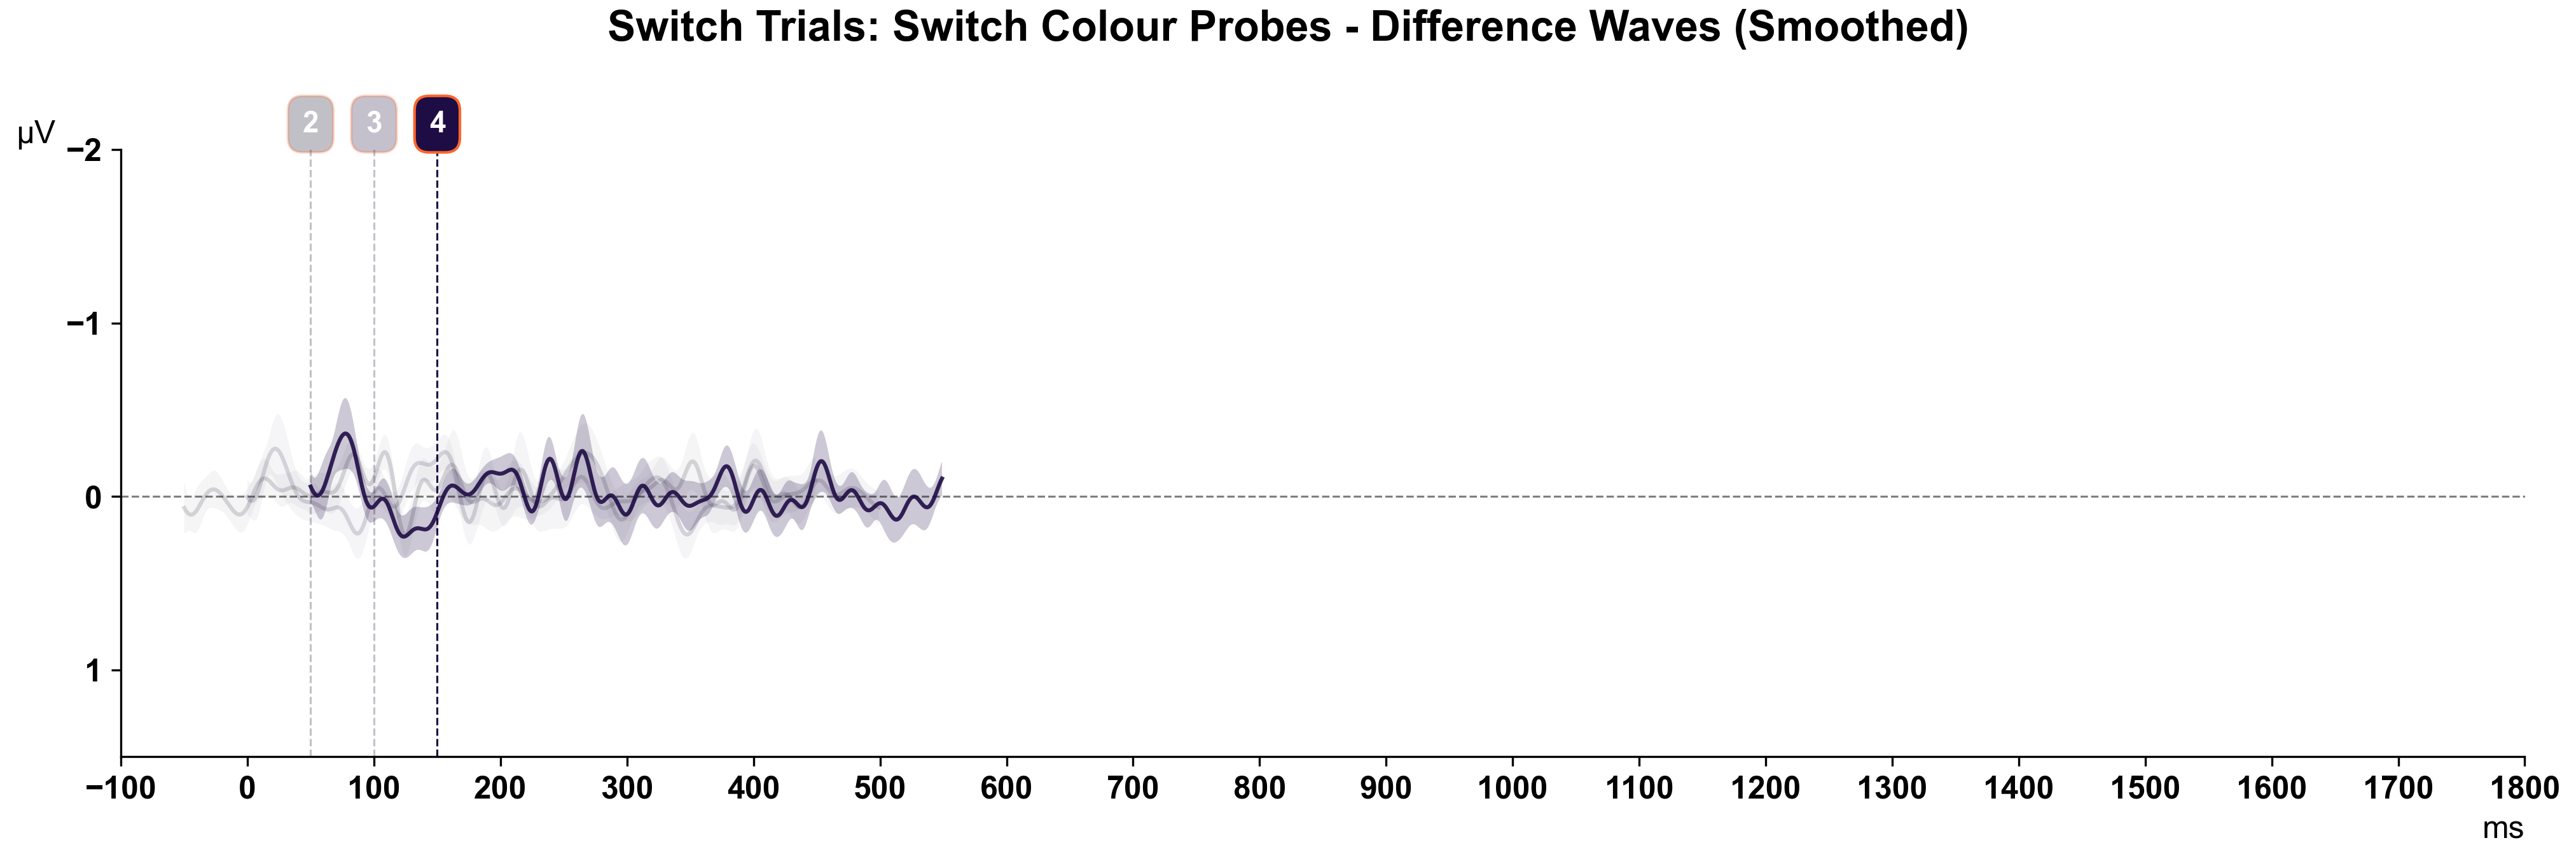 Switch Trials: Switch Colour Probes - Difference Waves (Smoothed)
2 3 4
µV
−2
−1
0
1
−100 0 100 200 300 400 500 600 700 800 900 1000 1100 1200 1300 1400 1500 1600 1700 1800
ms